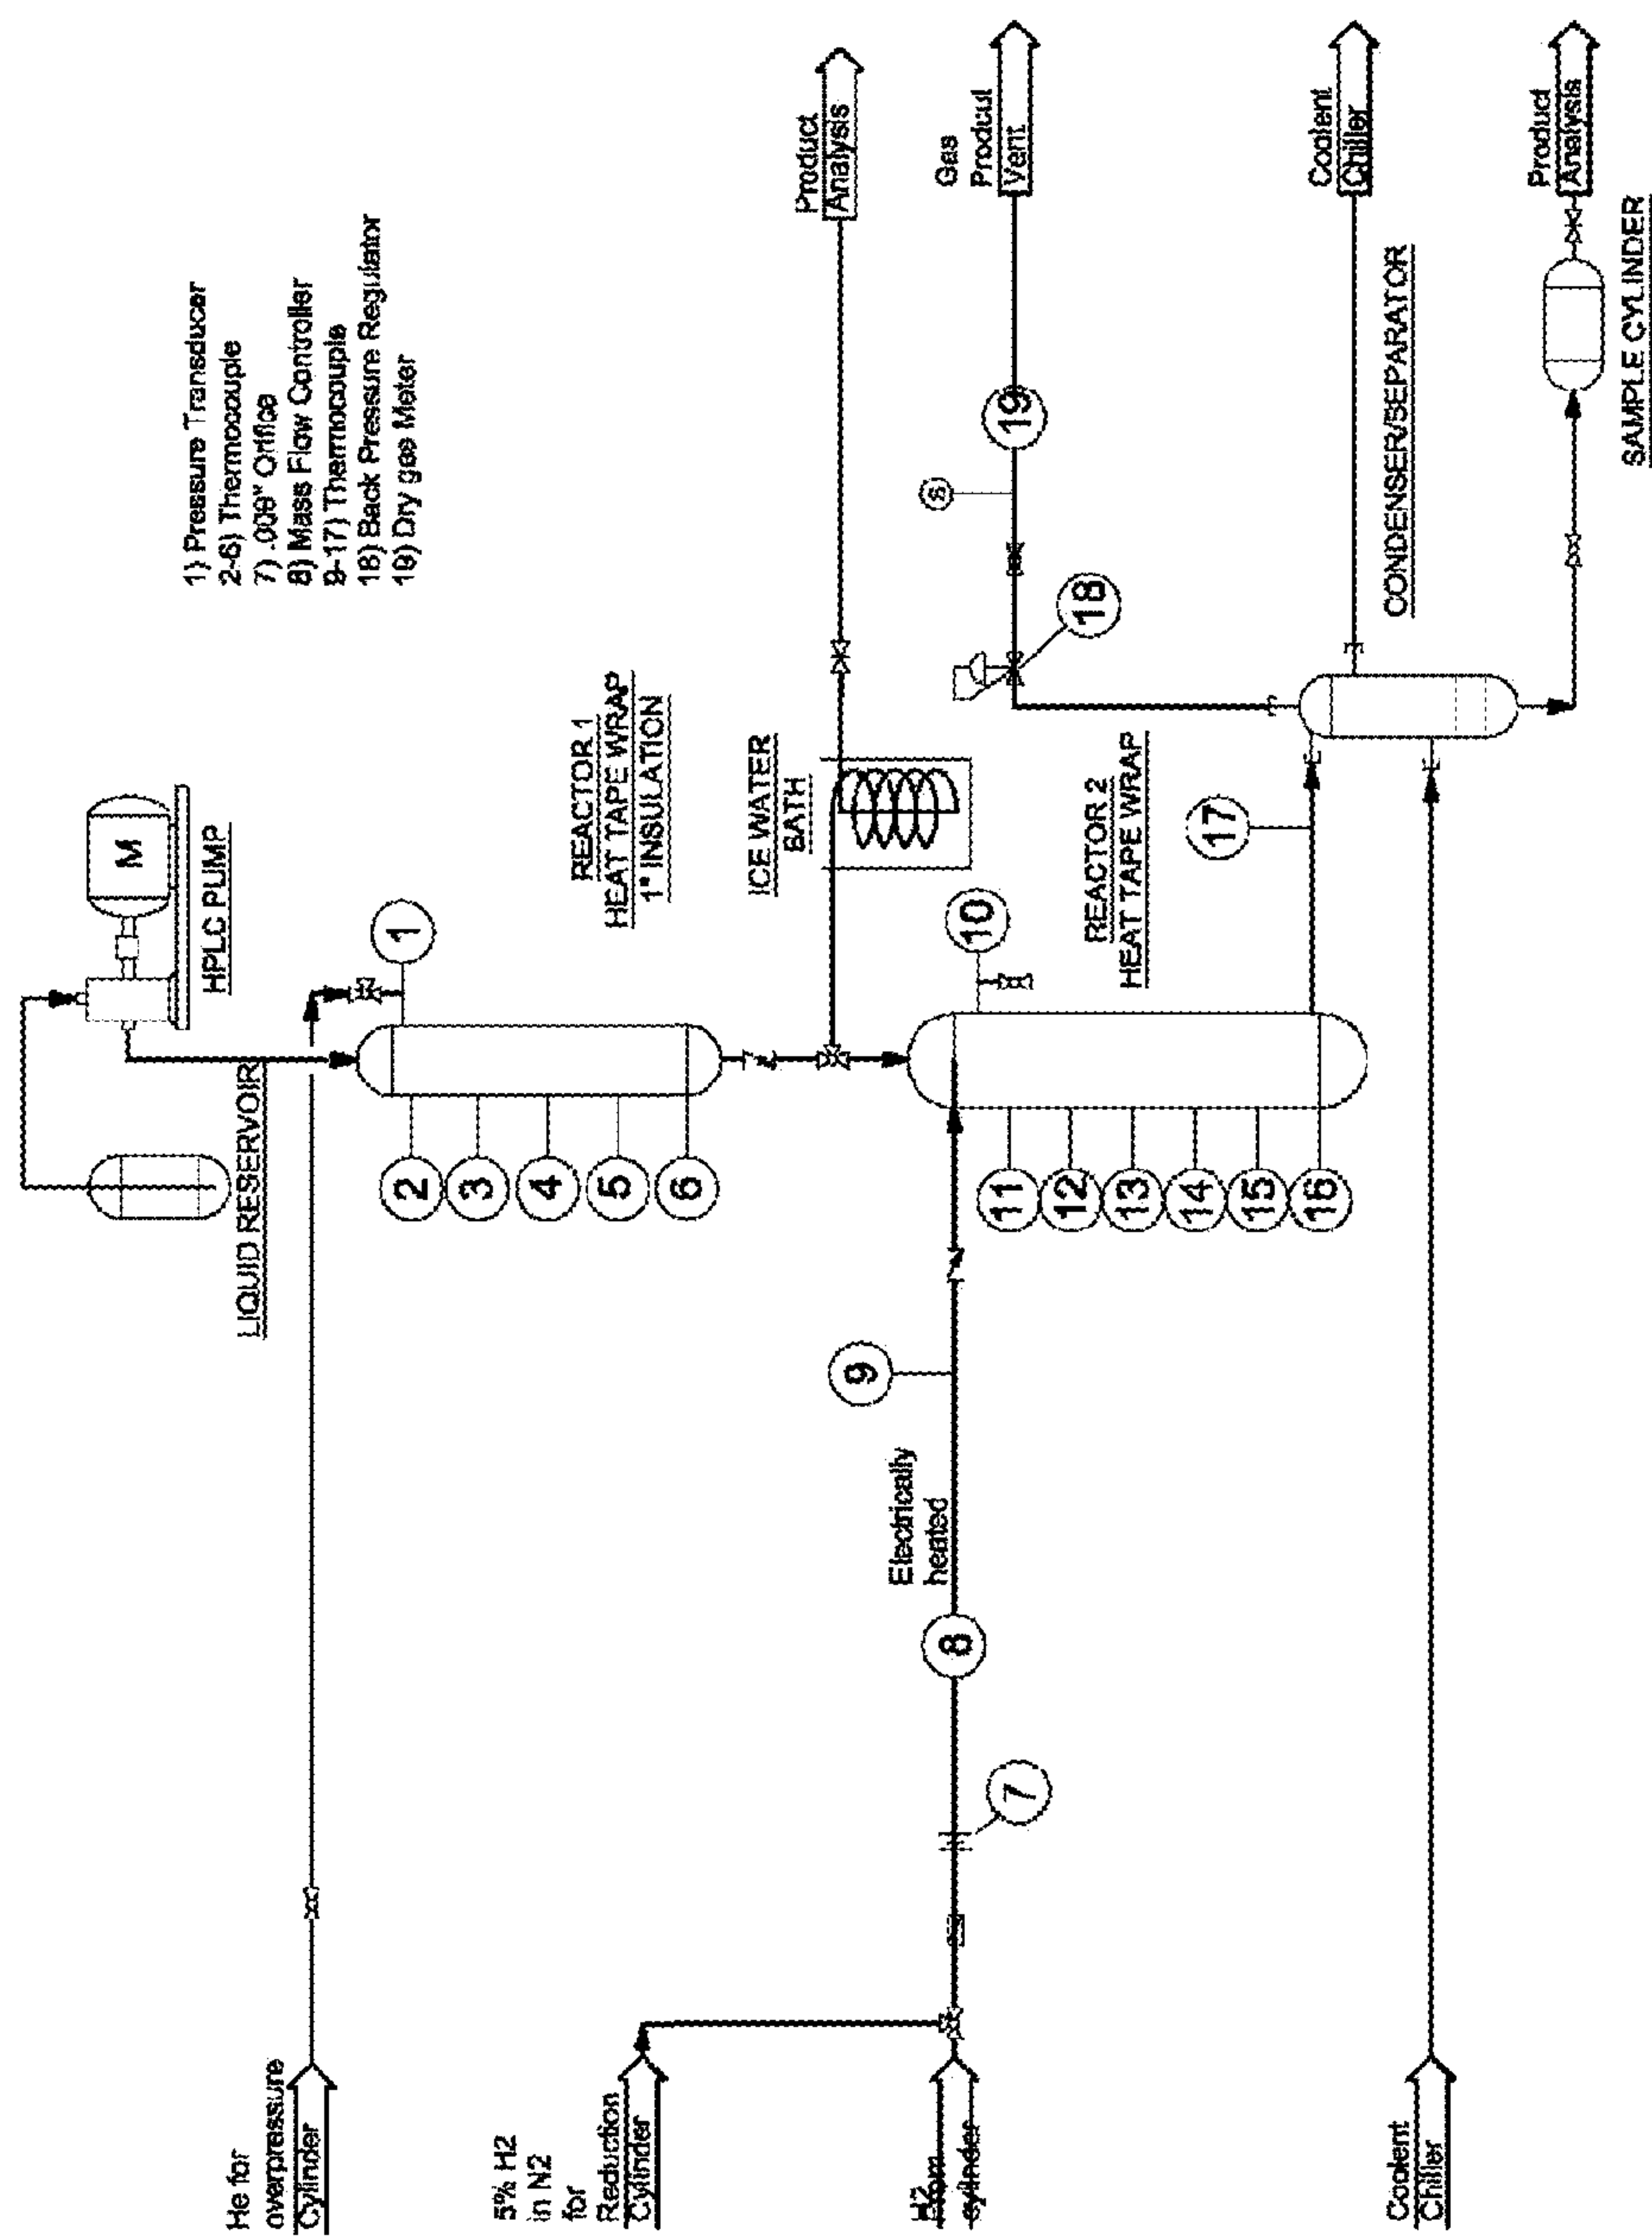 1) Pressure Transducer
2-6) Thermocouple
7) .009" Orifice
8) Mass Flow Controller
9-17) Thermocouple
18) Back Pressure Regulator
19) Dry gas Meter
M
HPLC PUMP
LIQUID RESERVOIR
He for
overpressure
Cylinder
1
2
3
4
5
6
REACTOR 1
HEAT TAPE WRAP
1" INSULATION
ICE WATER
BATH
Product
Analysis
5% H2
in N2
for
Reduction
Cylinder
H2
from
cylinder
7
8
Electrically
heated
9
10
11
12
13
14
15
16
REACTOR 2
HEAT TAPE WRAP
17
18
S
19
Gas
Product
Vent
Coolent
Chiller
Coolent
Chiller
CONDENSER/SEPARATOR
Product
Analysis
SAMPLE CYLINDER